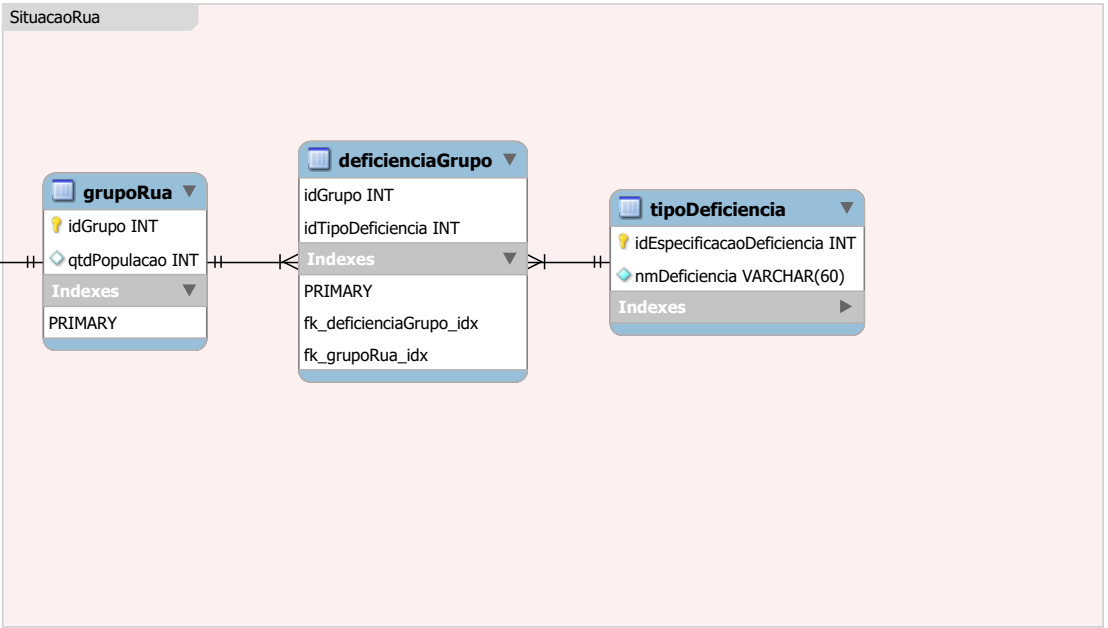 SituacaoRua
grupoRua
idGrupo INT
qtdPopulacao INT
Indexes
PRIMARY
deficienciaGrupo
idGrupo INT
idTipoDeficiencia INT
Indexes
PRIMARY
fk_deficienciaGrupo_idx
fk_grupoRua_idx
tipoDeficiencia
idEspecificacaoDeficiencia INT
nmDeficiencia VARCHAR(60)
Indexes